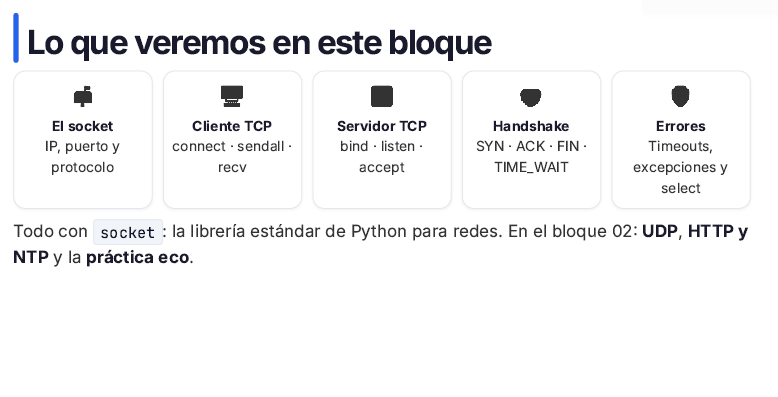 Lo que veremos en este bloque
El socket
IP, puerto y
protocolo
Cliente TCP
connect · sendall ·
recv
Servidor TCP
bind · listen ·
accept
Handshake
SYN · ACK · FIN ·
TIME_WAIT
Errores
Timeouts,
excepciones y
select
Todo con socket: la librería estándar de Python para redes. En el bloque 02: UDP, HTTP y
NTP y la práctica eco.